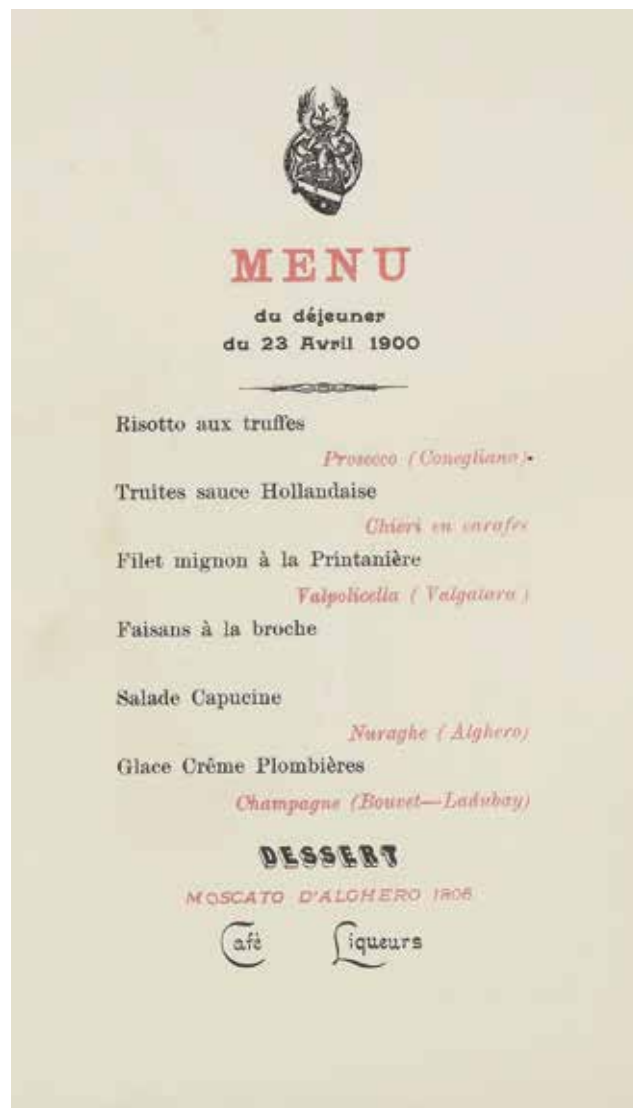 MENU
du déjeuner
du 23 Avril 1900
Risotto aux truffes
Prosecco (Conegliano).
Truites sauce Hollandaise
Chieri en carafes
Filet mignon à la Printanière
Valpolicella (Valgatara)
Faisans à la broche
Salade Capucine
Nuraghe (Alghero)
Glace Crême Plombières
Champagne (Bouvet—Ladubay)
DESSERT
MOSCATO D'ALGHERO
Café Liqueurs